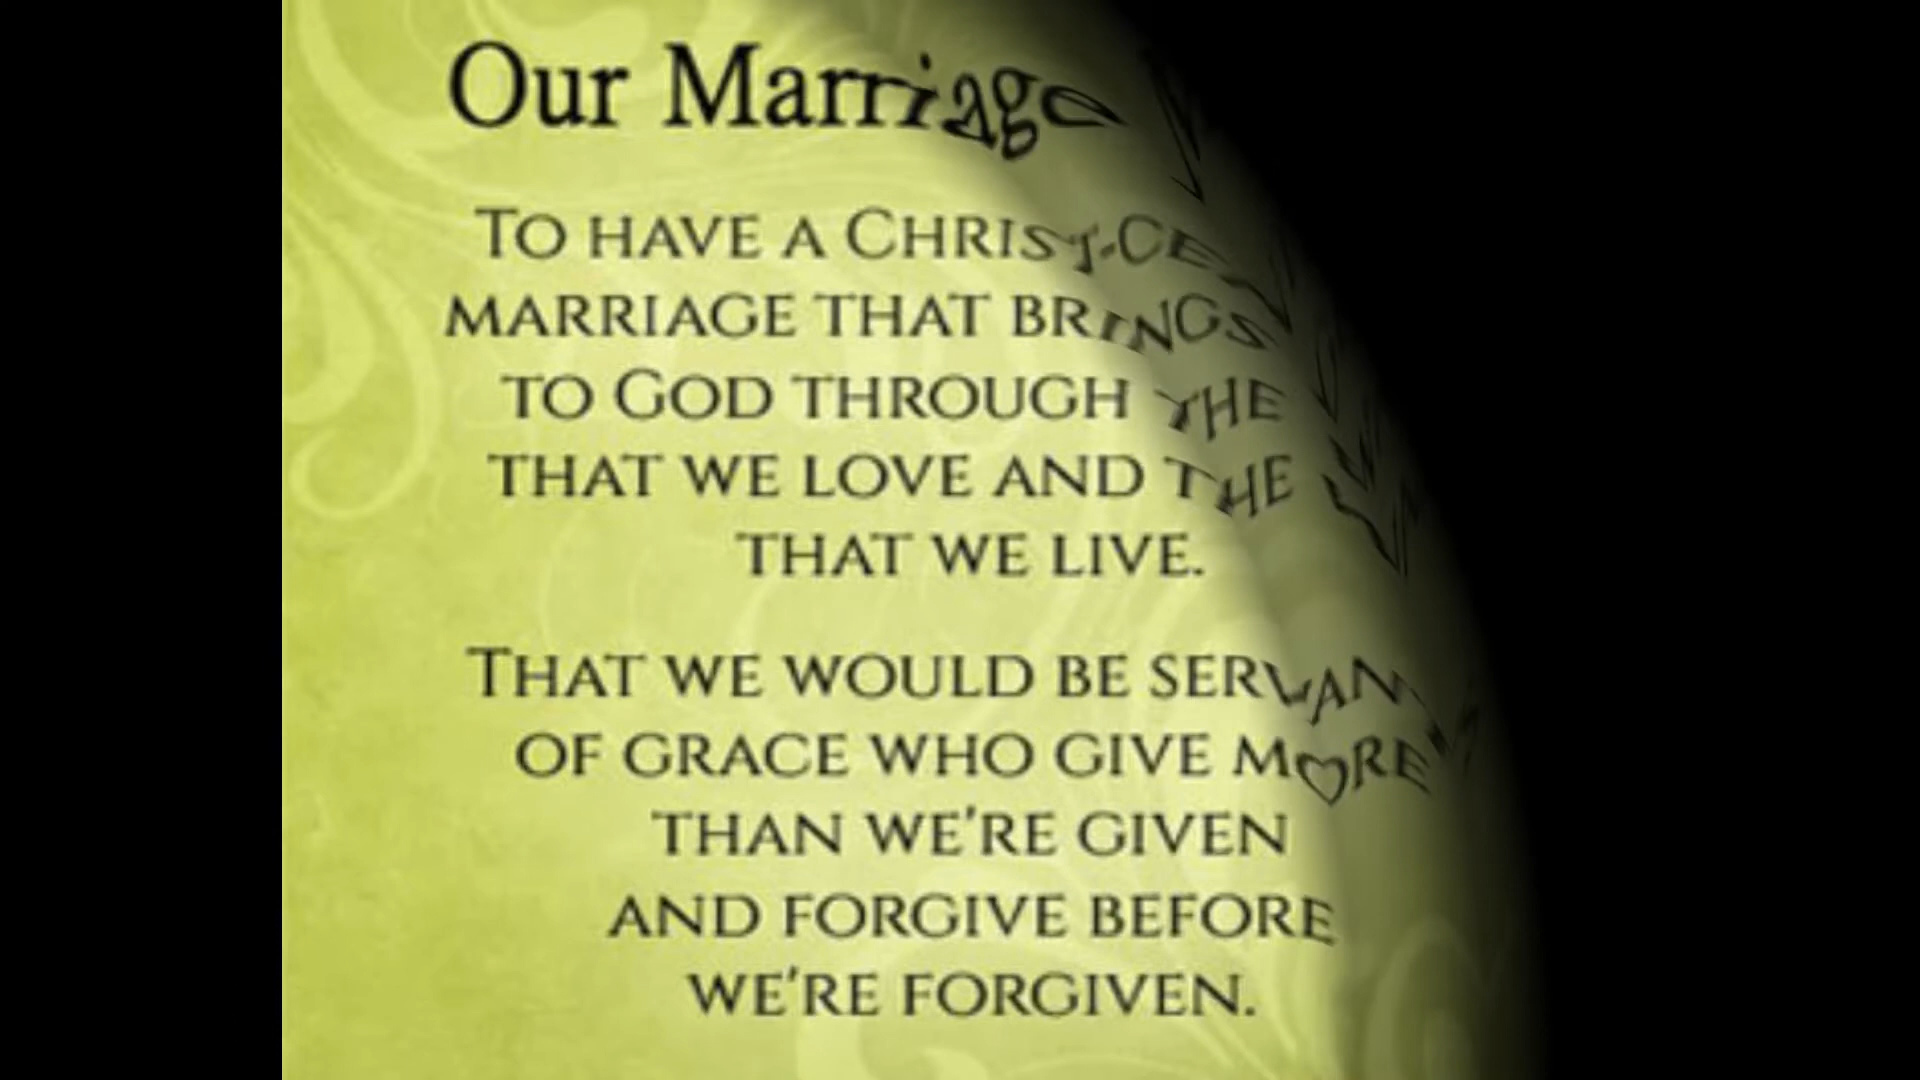 Our Marriage
TO HAVE A CHRIST-CEN
MARRIAGE THAT BRINGS
TO GOD THROUGH THE
THAT WE LOVE AND THE
THAT WE LIVE.
THAT WE WOULD BE SERVANTS
OF GRACE WHO GIVE MORE
THAN WE'RE GIVEN
AND FORGIVE BEFORE
WE'RE FORGIVEN.